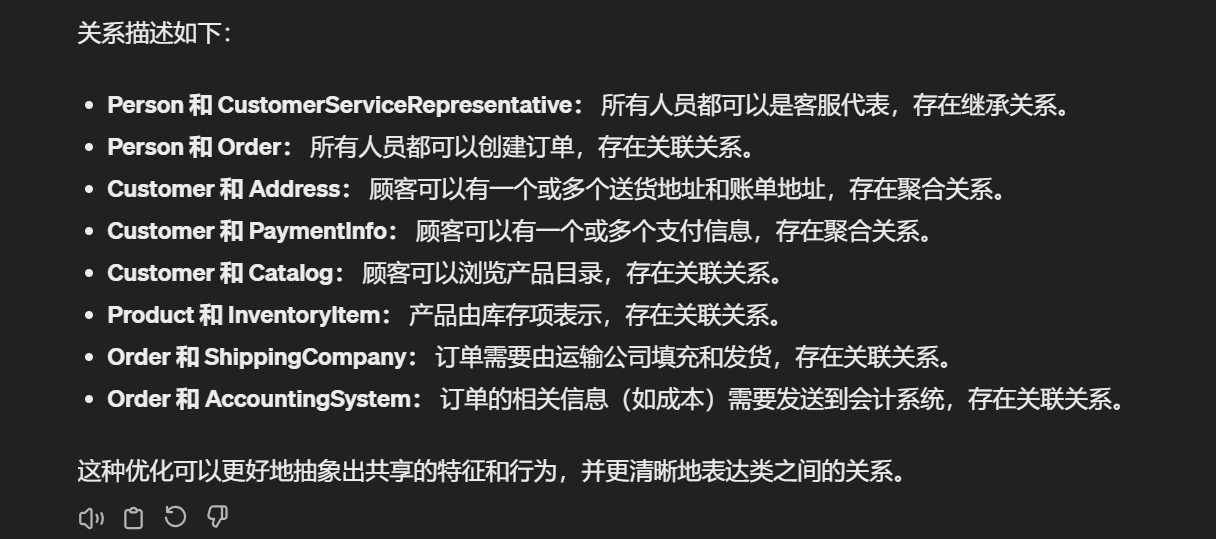 关系描述如下：
• Person 和 CustomerServiceRepresentative： 所有人员都可以是客服代表，存在继承关系。
• Person 和 Order： 所有人员都可以创建订单，存在关联关系。
• Customer 和 Address： 顾客可以有一个或多个送货地址和账单地址，存在聚合关系。
• Customer 和 PaymentInfo： 顾客可以有一个或多个支付信息，存在聚合关系。
• Customer 和 Catalog： 顾客可以浏览产品目录，存在关联关系。
• Product 和 InventoryItem： 产品由库存项表示，存在关联关系。
• Order 和 ShippingCompany： 订单需要由运输公司填充和发货，存在关联关系。
• Order 和 AccountingSystem： 订单的相关信息（如成本）需要发送到会计系统，存在关联关系。
这种优化可以更好地抽象出共享的特征和行为，并更清晰地表达类之间的关系。